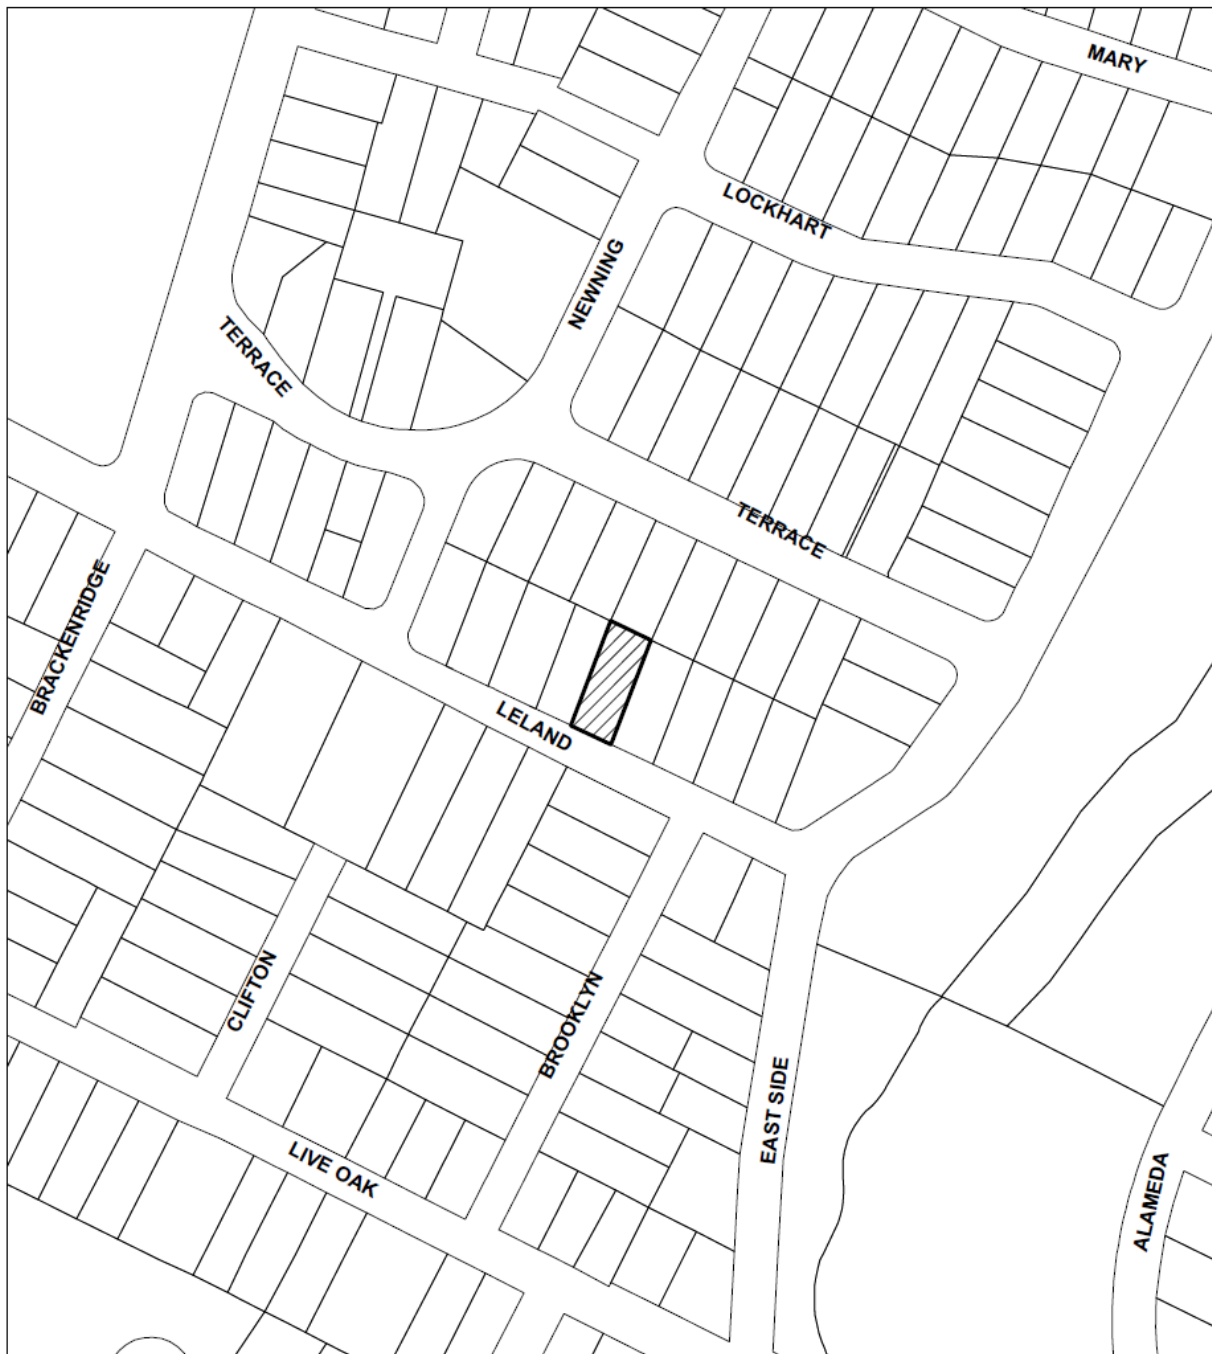 MARY
LOCKHART
NEWNING
TERRACE
TERRACE
BRACKENRIDGE
LELAND
CLIFTON
BROOKLYN
EAST SIDE
LIVE OAK
ALAMEDA